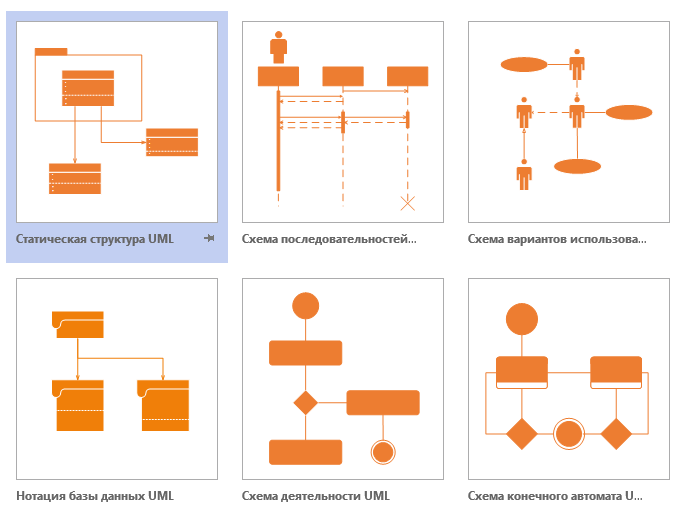 Статическая структура UML
Схема последовательностей...
Схема вариантов использова...
Нотация базы данных UML
Схема деятельности UML
Схема конечного автомата U...